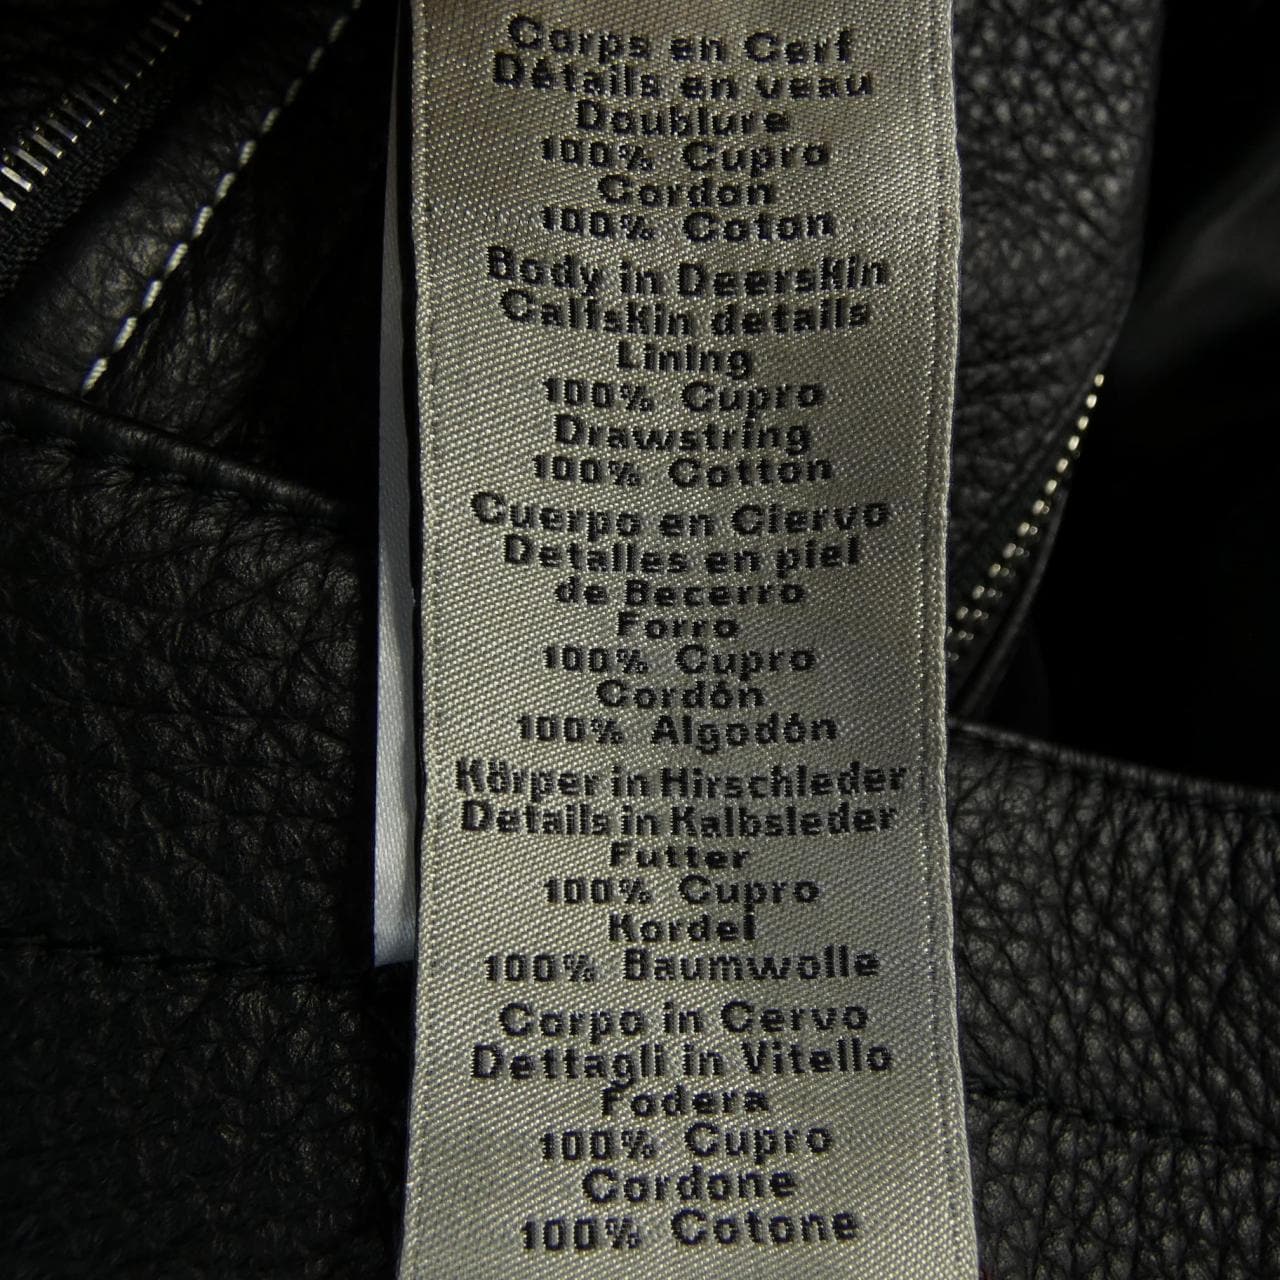 Corps en Cerf
Détails en veau
Doublure
100% Cupro
Cordon
100% Coton
Body in Deerskin
Calfskin details
Lining
100% Cupro
Drawstring
100% Cotton
Cuerpo en Ciervo
Detalles en piel
de Becerro
Forro
100% Cupro
Cordón
100% Algodón
Körper in Hirschleder
Details in Kalbsleder
Futter
100% Cupro
Kordel
100% Baumwolle
Corpo in Cervo
Dettagli in Vitello
Fodera
100% Cupro
Cordone
100% Cotone